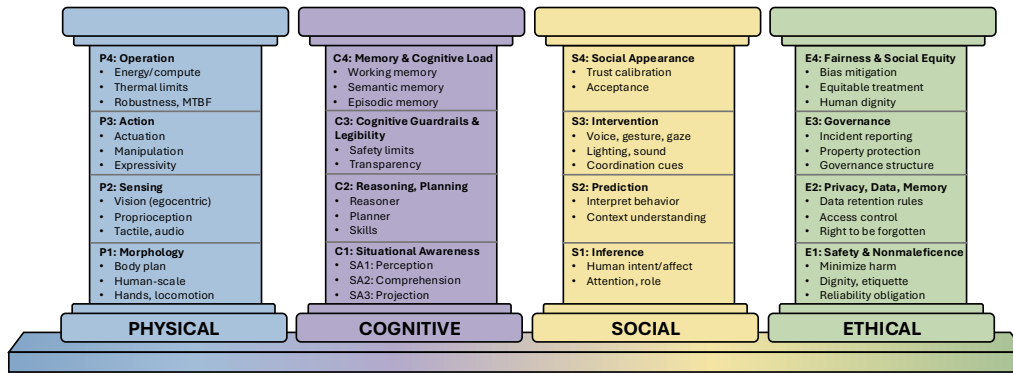 P4: Operation
• Energy/compute
• Thermal limits
• Robustness, MTBF
P3: Action
• Actuation
• Manipulation
• Expressivity
P2: Sensing
• Vision (egocentric)
• Proprioception
• Tactile, audio
P1: Morphology
• Body plan
• Human-scale
• Hands, locomotion
PHYSICAL
C4: Memory & Cognitive Load
• Working memory
• Semantic memory
• Episodic memory
C3: Cognitive Guardrails &
Legibility
• Safety limits
• Transparency
C2: Reasoning, Planning
• Reasoner
• Planner
• Skills
C1: Situational Awareness
• SA1: Perception
• SA2: Comprehension
• SA3: Projection
COGNITIVE
S4: Social Appearance
• Trust calibration
• Acceptance
S3: Intervention
• Voice, gesture, gaze
• Lighting, sound
• Coordination cues
S2: Prediction
• Interpret behavior
• Context understanding
S1: Inference
• Human intent/affect
• Attention, role
SOCIAL
E4: Fairness & Social Equity
• Bias mitigation
• Equitable treatment
• Human dignity
E3: Governance
• Incident reporting
• Property protection
• Governance structure
E2: Privacy, Data, Memory
• Data retention rules
• Access control
• Right to be forgotten
E1: Safety & Nonmaleficence
• Minimize harm
• Dignity, etiquette
• Reliability obligation
ETHICAL